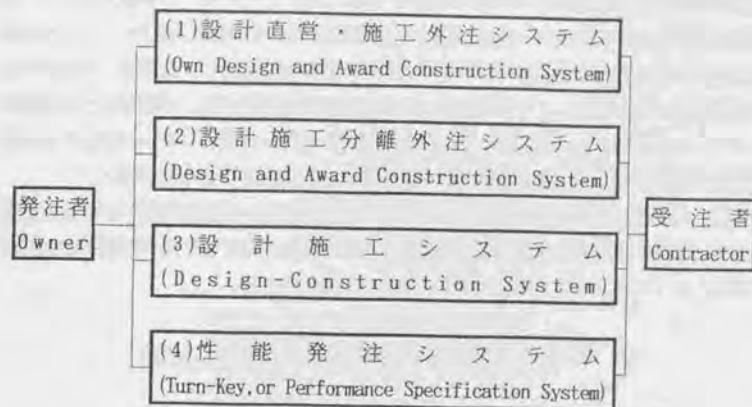 (1)設計直営・施工外注システム
(Own Design and Award Construction System)
(2)設計施工分離外注システム
(Design and Award Construction System)
発注者
Owner
(3)設計施工システム
(Design-Construction System)
受注者
Contractor
(4)性能発注システム
(Turn-Key,or Performance Specification System)